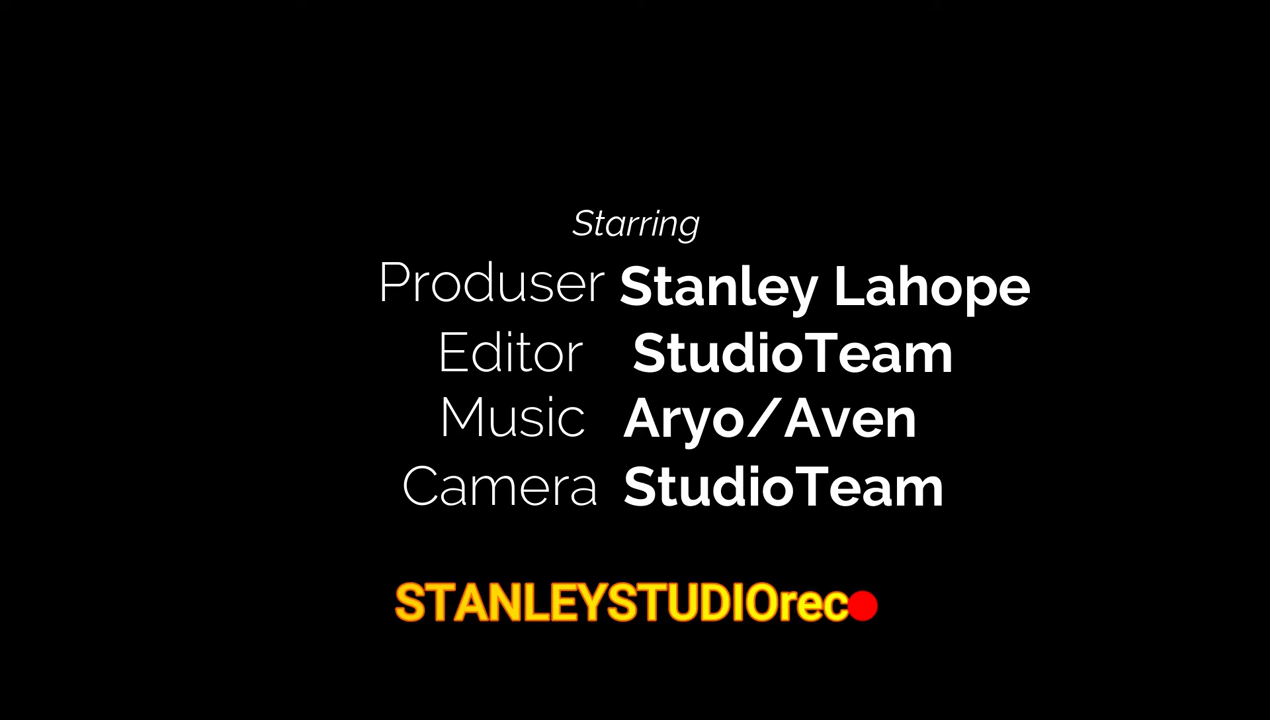 Starring
Produser Stanley Lahope
Editor StudioTeam
Music Aryo/Aven
Camera StudioTeam
STANLEYSTUDIOrec